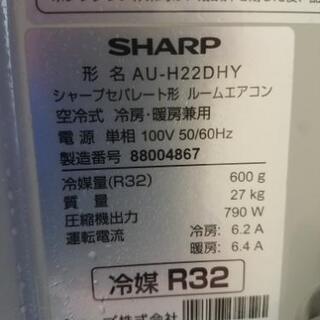 SHARP
形 名 AU-H22DHY
シャープセパレート形 ルームエアコン
空冷式 冷房・暖房兼用
電 源 単相 100V 50/60Hz
製造番号 88004867
冷媒量(R32) 600 g
質 量 27 kg
圧縮機出力 790 W
運転電流 冷房: 6.2 A
暖房: 6.4 A
冷媒 R32